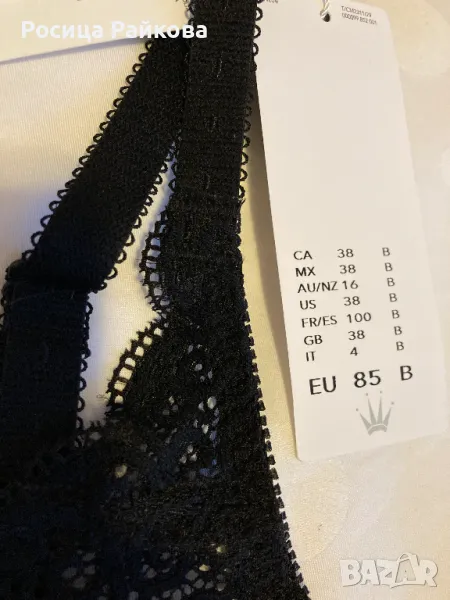 Росица Райкова
CA 38 B
MX 38 B
AU/NZ 16 B
US 38 B
FR/ES 100 B
GB 38 B
IT 4 B
EU 85 B
BAZAR